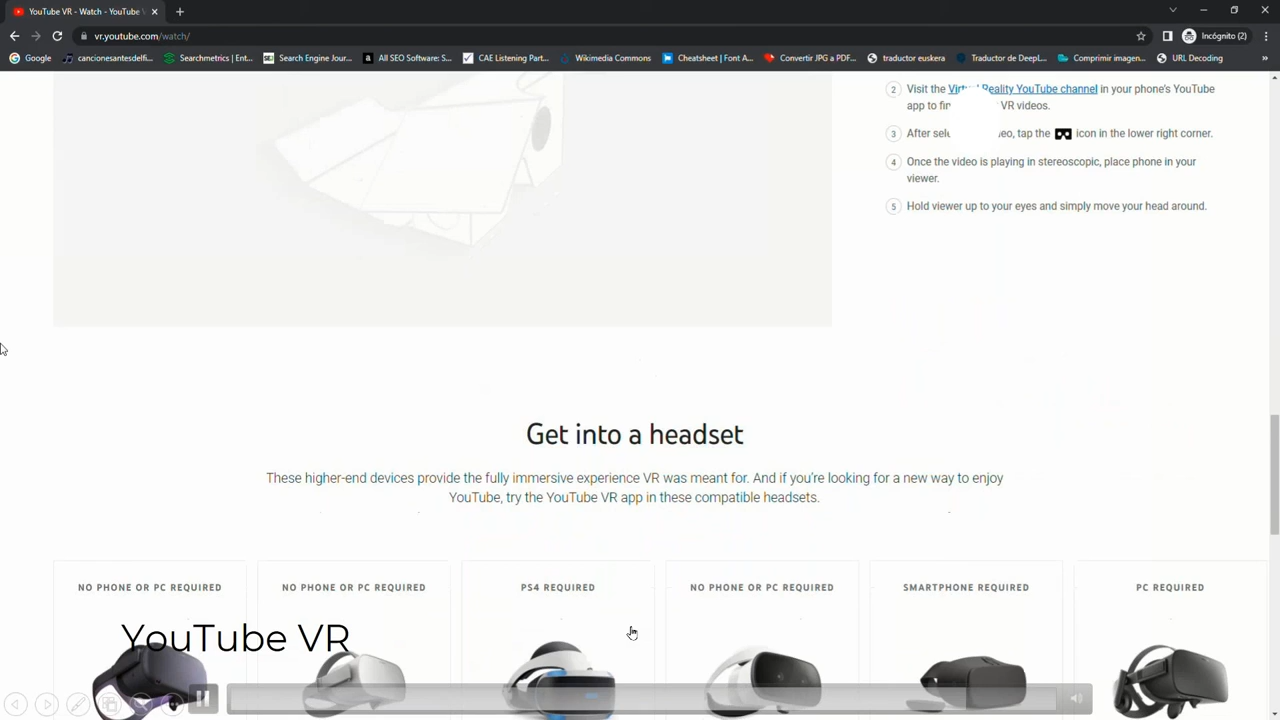 YouTube VR - Watch - YouTube V
vr.youtube.com/watch/
Incógnito (2)
Google
cancionesantesdelfi...
Searchmetrics | Ent...
Search Engine Jour...
All SEO Software: S...
CAE Listening Part...
Wikimedia Commons
Cheatsheet | Font A...
Convertir JPG a PDF...
traductor euskera
Traductor de DeepL...
Comprimir imagen...
URL Decoding
2 Visit the Virtual Reality YouTube channel in your phone's YouTube
app to VR videos.
3 After tap the icon in the lower right corner.
4 Once the video is playing in stereoscopic, place phone in your
viewer.
5 Hold viewer up to your eyes and simply move your head around.
Get into a headset
These higher-end devices provide the fully immersive experience VR was meant for. And if you're looking for a new way to enjoy
YouTube, try the YouTube VR app in these compatible headsets.
NO PHONE OR PC REQUIRED
NO PHONE OR PC REQUIRED
PS4 REQUIRED
NO PHONE OR PC REQUIRED
SMARTPHONE REQUIRED
PC REQUIRED
YouTube VR